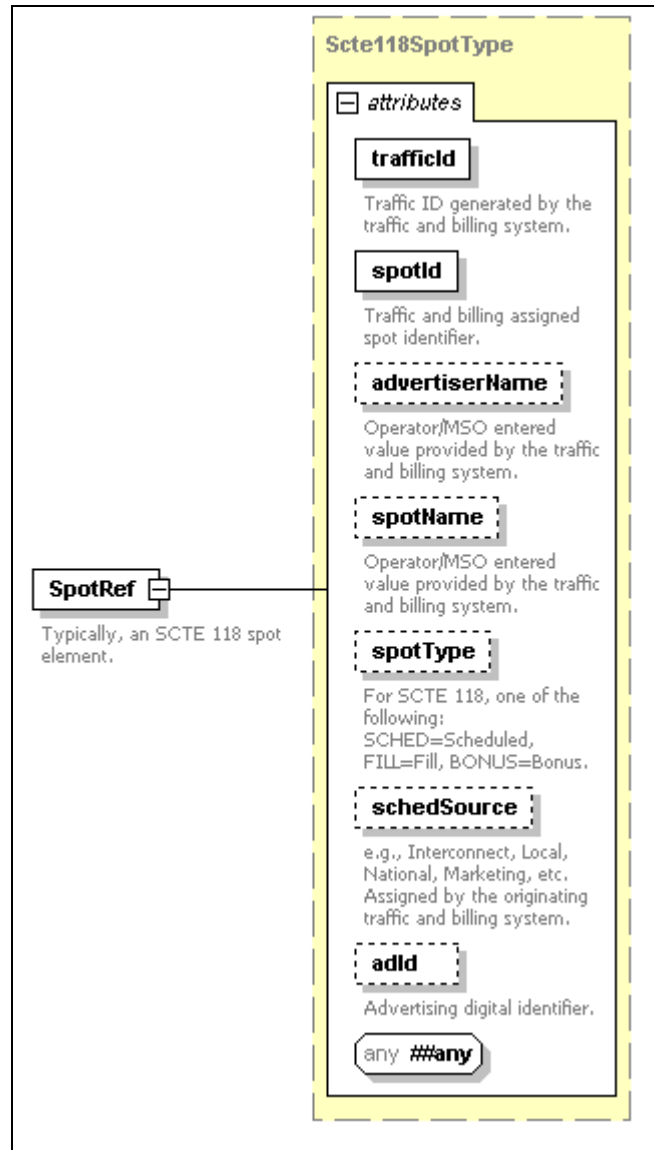 Scte118SpotType
attributes
trafficId
Traffic ID generated by the
traffic and billing system.
spotId
Traffic and billing assigned
spot identifier.
advertiserName
Operator/MSO entered
value provided by the traffic
and billing system.
spotName
Operator/MSO entered
value provided by the traffic
and billing system.
SpotRef
Typically, an SCTE 118 spot
element.
spotType
For SCTE 118, one of the
following:
SCHED=Scheduled,
FILL=Fill, BONUS=Bonus.
schedSource
e.g., Interconnect, Local,
National, Marketing, etc.
Assigned by the originating
traffic and billing system.
adId
Advertising digital identifier.
any ##any